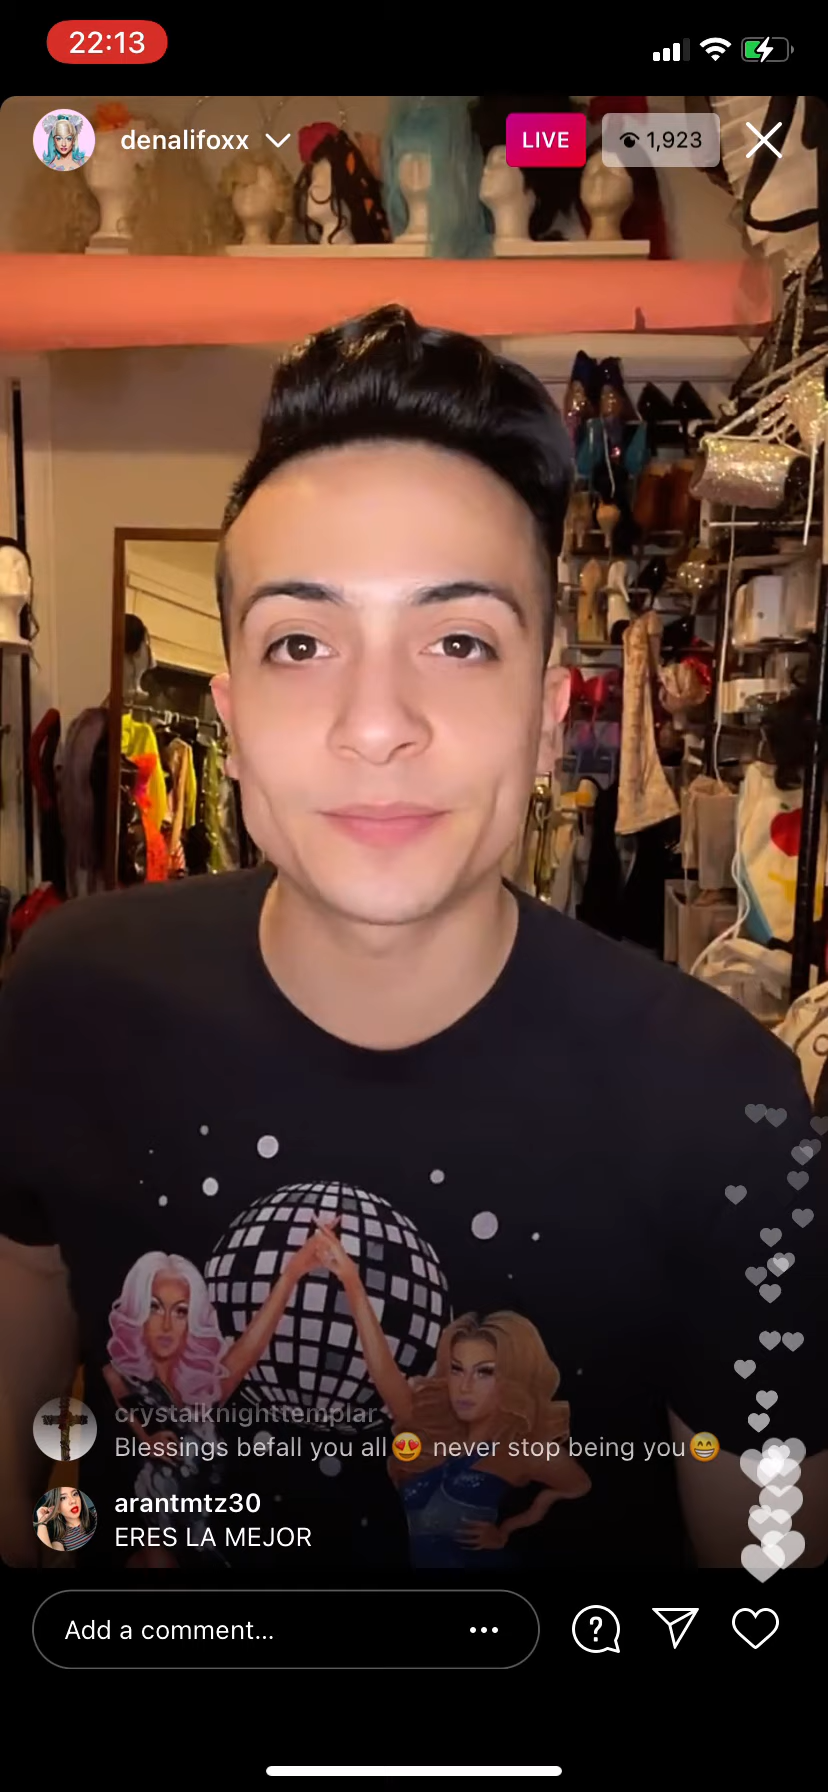 22:13
denalifoxx
LIVE
1,923
crystalknighttemplar
Blessings befall you all😍 never stop being you😁
arantmtz30
ERES LA MEJOR
Add a comment...